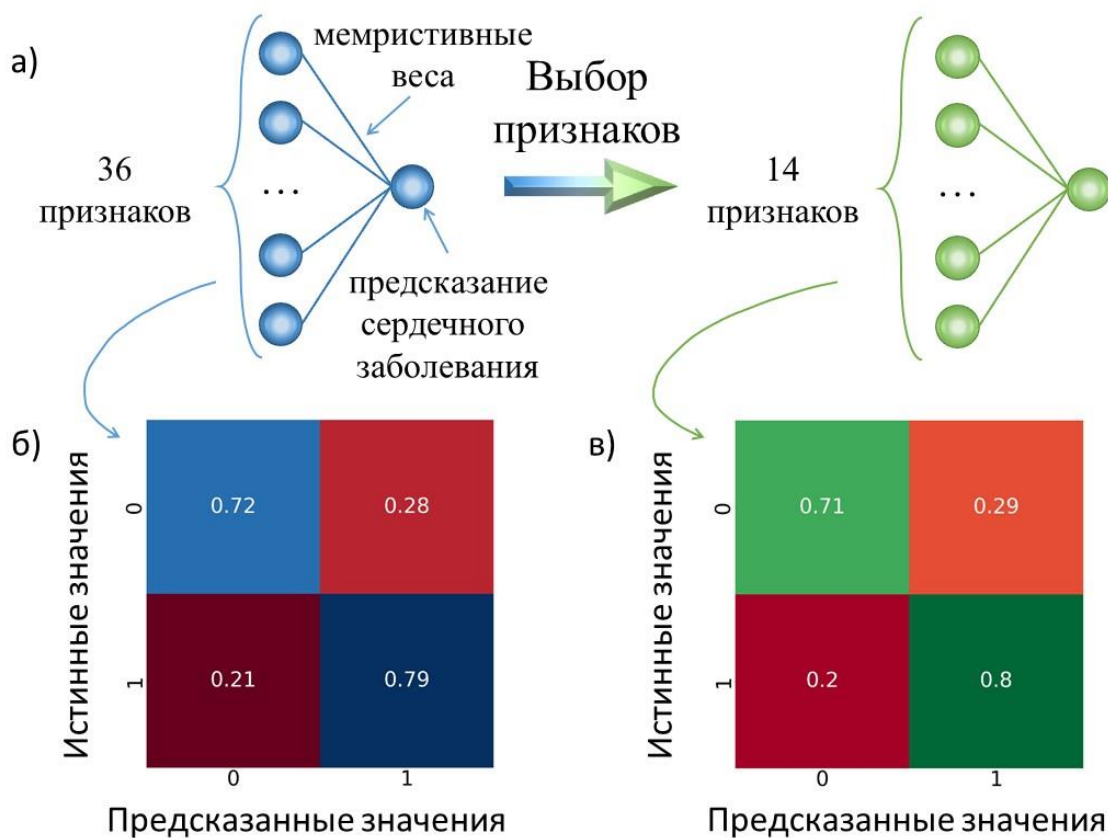 а)
мемристивные
веса
Выбор
признаков
36
признаков
...
14
признаков
...
предсказание
сердечного
заболевания
б)
Истинные значения
0
1
0.72
0.28
0.21
0.79
0
1
Предсказанные значения
в)
Истинные значения
0
1
0.71
0.29
0.2
0.8
0
1
Предсказанные значения